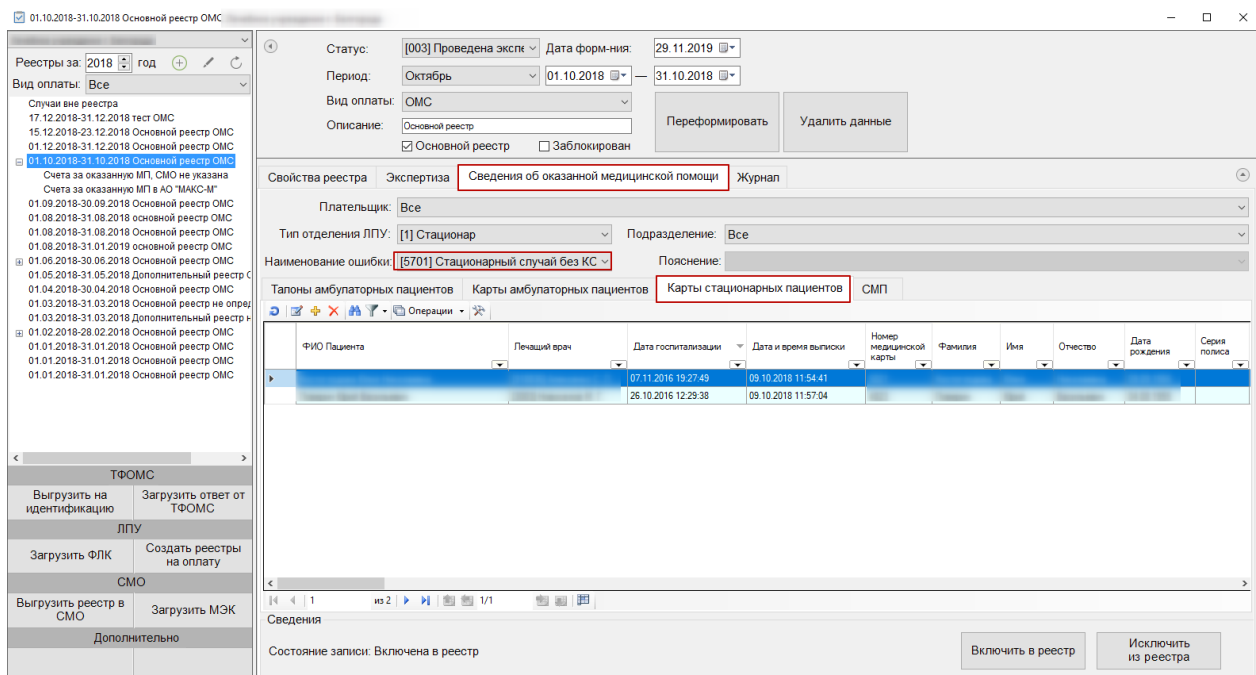 01.10.2018-31.10.2018 Основной реестр ОМС
Реестры за: 2018 год
Вид оплаты: Все
Случаи вне реестра
17.12.2018-31.12.2018 тест ОМС
15.12.2018-23.12.2018 Основной реестр ОМС
01.12.2018-31.12.2018 Основной реестр ОМС
01.10.2018-31.10.2018 Основной реестр ОМС
Счета за оказанную МП, СМО не указана
Счета за оказанную МП в АО "МАКС-М"
01.09.2018-30.09.2018 Основной реестр ОМС
01.08.2018-31.08.2018 основной реестр ОМС
01.08.2018-31.08.2018 Основной реестр ОМС
01.08.2018-31.01.2019 основной реестр ОМС
01.06.2018-30.06.2018 Основной реестр ОМС
01.05.2018-31.05.2018 Дополнительный реестр О
01.04.2018-30.04.2018 Основной реестр ОМС
01.03.2018-31.03.2018 Основной реестр не опред
01.03.2018-31.03.2018 Дополнительный реестр н
01.02.2018-28.02.2018 Основной реестр ОМС
01.01.2018-31.01.2018 Основной реестр ОМС
01.01.2018-31.01.2018 Основной реестр ОМС
01.01.2018-31.01.2018 Основной реестр ОМС
ТФОМС
Выгрузить на идентификацию
Загрузить ответ от ТФОМС
ЛПУ
Загрузить ФЛК
Создать реестры на оплату
СМО
Выгрузить реестр в СМО
Загрузить МЭК
Дополнительно
Статус: [003] Проведена экспе Дата форм-ния: 29.11.2019
Период: Октябрь 01.10.2018 — 31.10.2018
Вид оплаты: ОМС
Описание: Основной реестр
Основной реестр Заблокирован
Переформировать Удалить данные
Свойства реестра Экспертиза Сведения об оказанной медицинской помощи Журнал
Плательщик: Все
Тип отделения ЛПУ: [1] Стационар Подразделение: Все
Наименование ошибки: [5701] Стационарный случай без КС Пояснение:
Талоны амбулаторных пациентов Карты амбулаторных пациентов Карты стационарных пациентов СМП
Операции
ФИО Пациента Лечащий врач Дата госпитализации Дата и время выписки Номер медицинской карты Фамилия Имя Отчество Дата рождения Серия полиса
07.11.2016 19:27:49 09.10.2018 11:54:41
26.10.2016 12:29:38 09.10.2018 11:57:04
1 из 2 1/1
Сведения
Состояние записи: Включена в реестр
Включить в реестр
Исключить из реестра